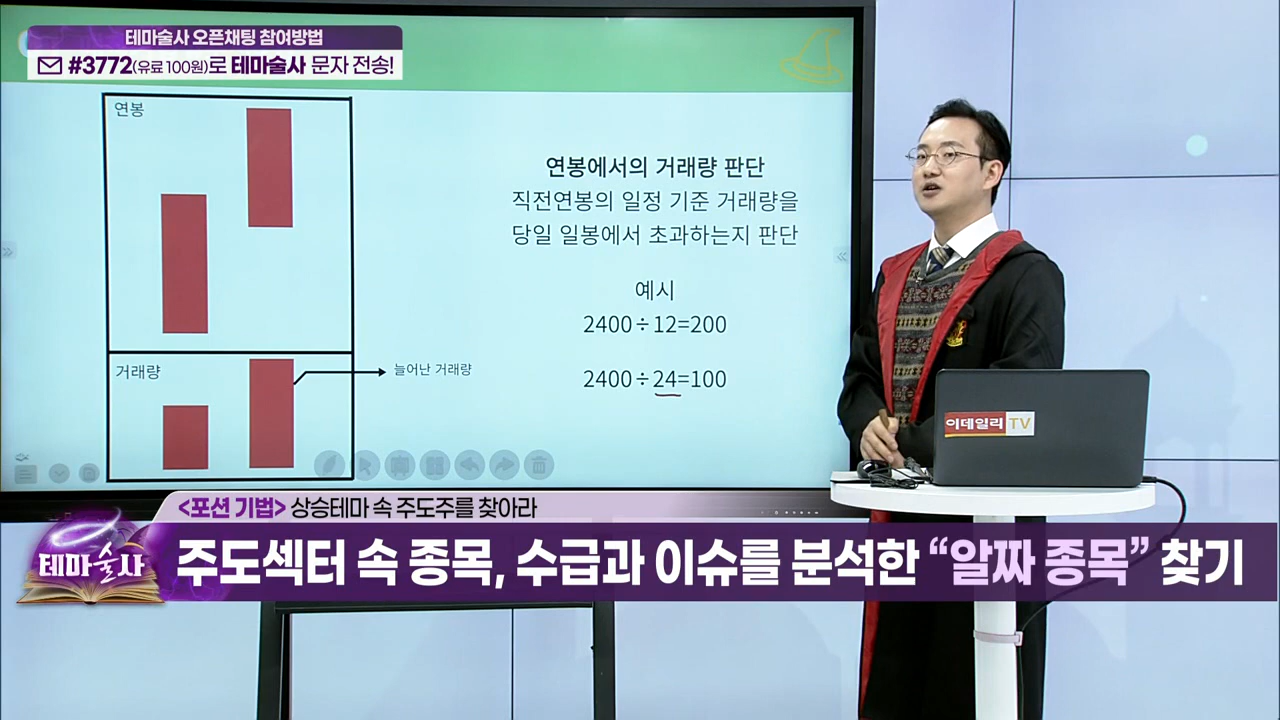 테마술사 오픈채팅 참여방법
#3772(유료 100원)로 테마술사 문자 전송!
연봉
연봉에서의 거래량 판단
직전연봉의 일정 기준 거래량을
당일 일봉에서 초과하는지 판단
예시
2400÷12=200
2400÷24=100
거래량
늘어난 거래량
이데일리 TV
<포션 기법> 상승테마 속 주도주를 찾아라
테마술사
주도섹터 속 종목, 수급과 이슈를 분석한 “알짜 종목” 찾기